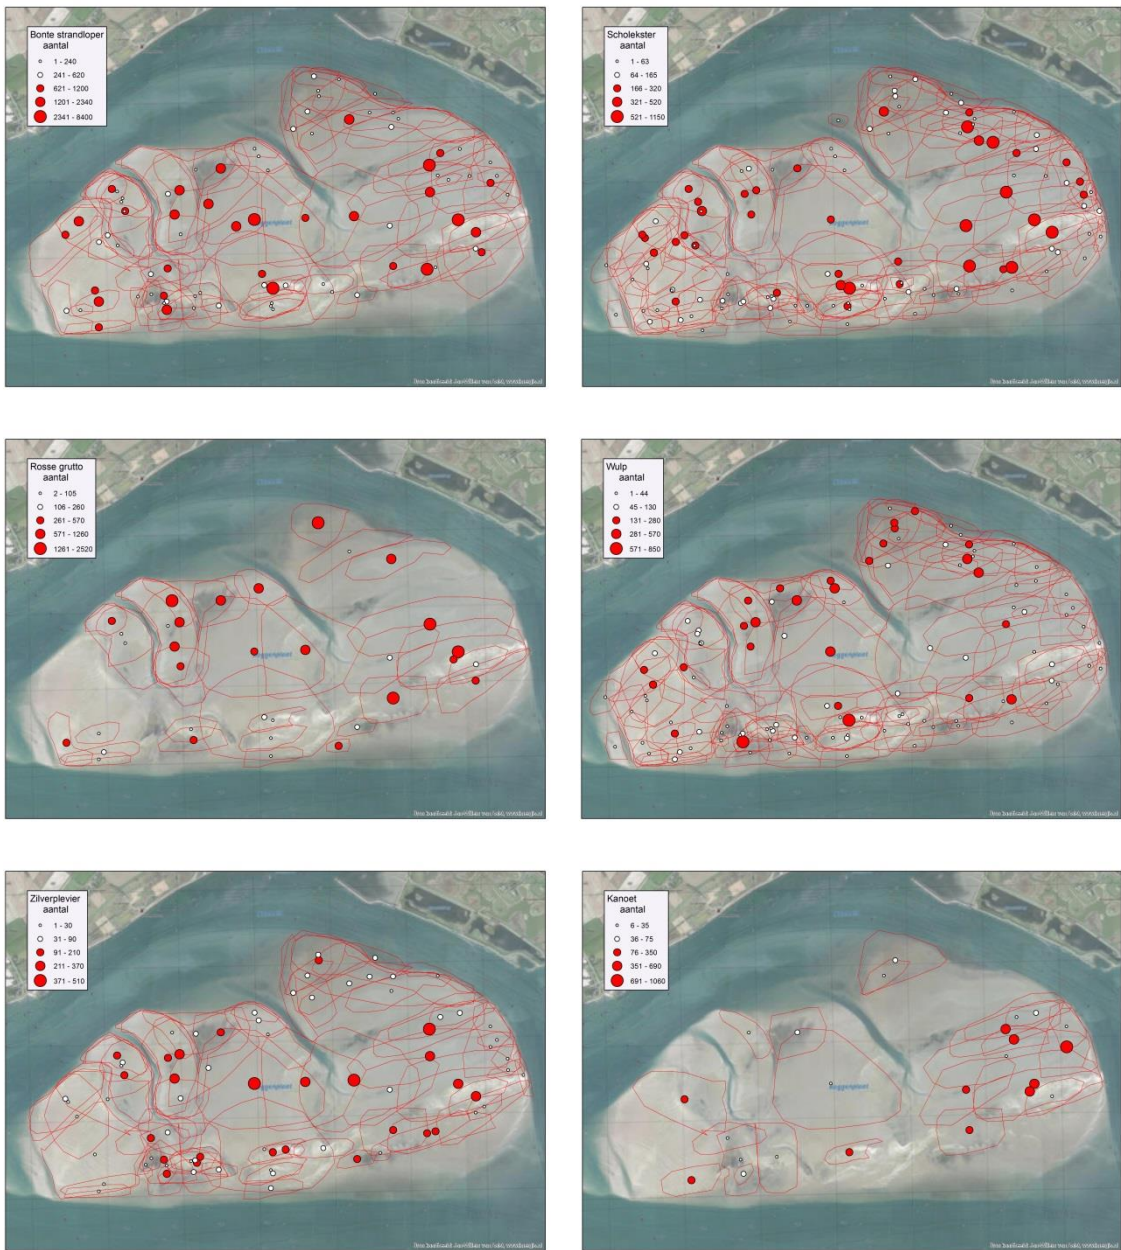 Bonte strandloper
aantal
1 - 240
241 - 620
621 - 1200
1201 - 2340
2341 - 8400
Scholekster
aantal
1 - 63
64 - 165
166 - 320
321 - 520
521 - 1150
Rosse grutto
aantal
2 - 105
106 - 260
261 - 570
571 - 1260
1261 - 2520
Wulp
aantal
1 - 44
45 - 130
131 - 280
281 - 570
571 - 850
Zilverplevier
aantal
1 - 30
31 - 90
91 - 210
211 - 370
371 - 510
Kanoet
aantal
6 - 35
36 - 75
76 - 350
351 - 690
691 - 1060